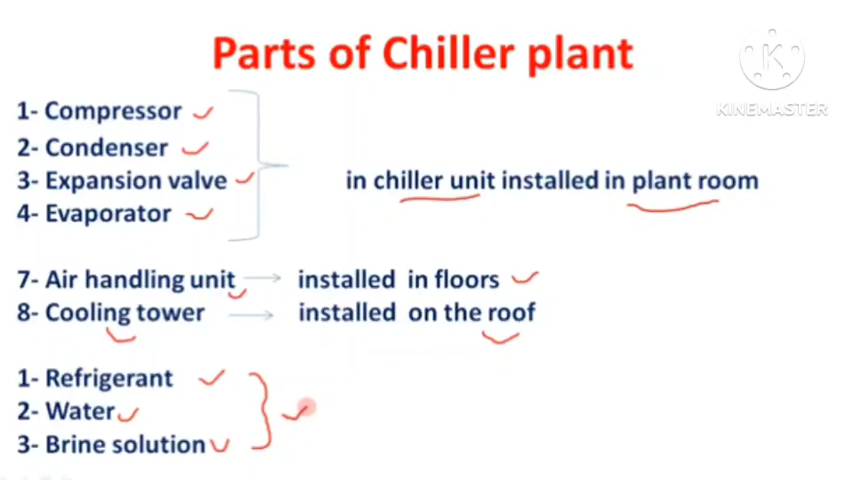 Parts of Chiller plant
K
KINEMASTER
1- Compressor
2- Condenser
3- Expansion valve
4- Evaporator
in chiller unit installed in plant room
7- Air handling unit → installed in floors
8- Cooling tower → installed on the roof
1- Refrigerant
2- Water
3- Brine solution